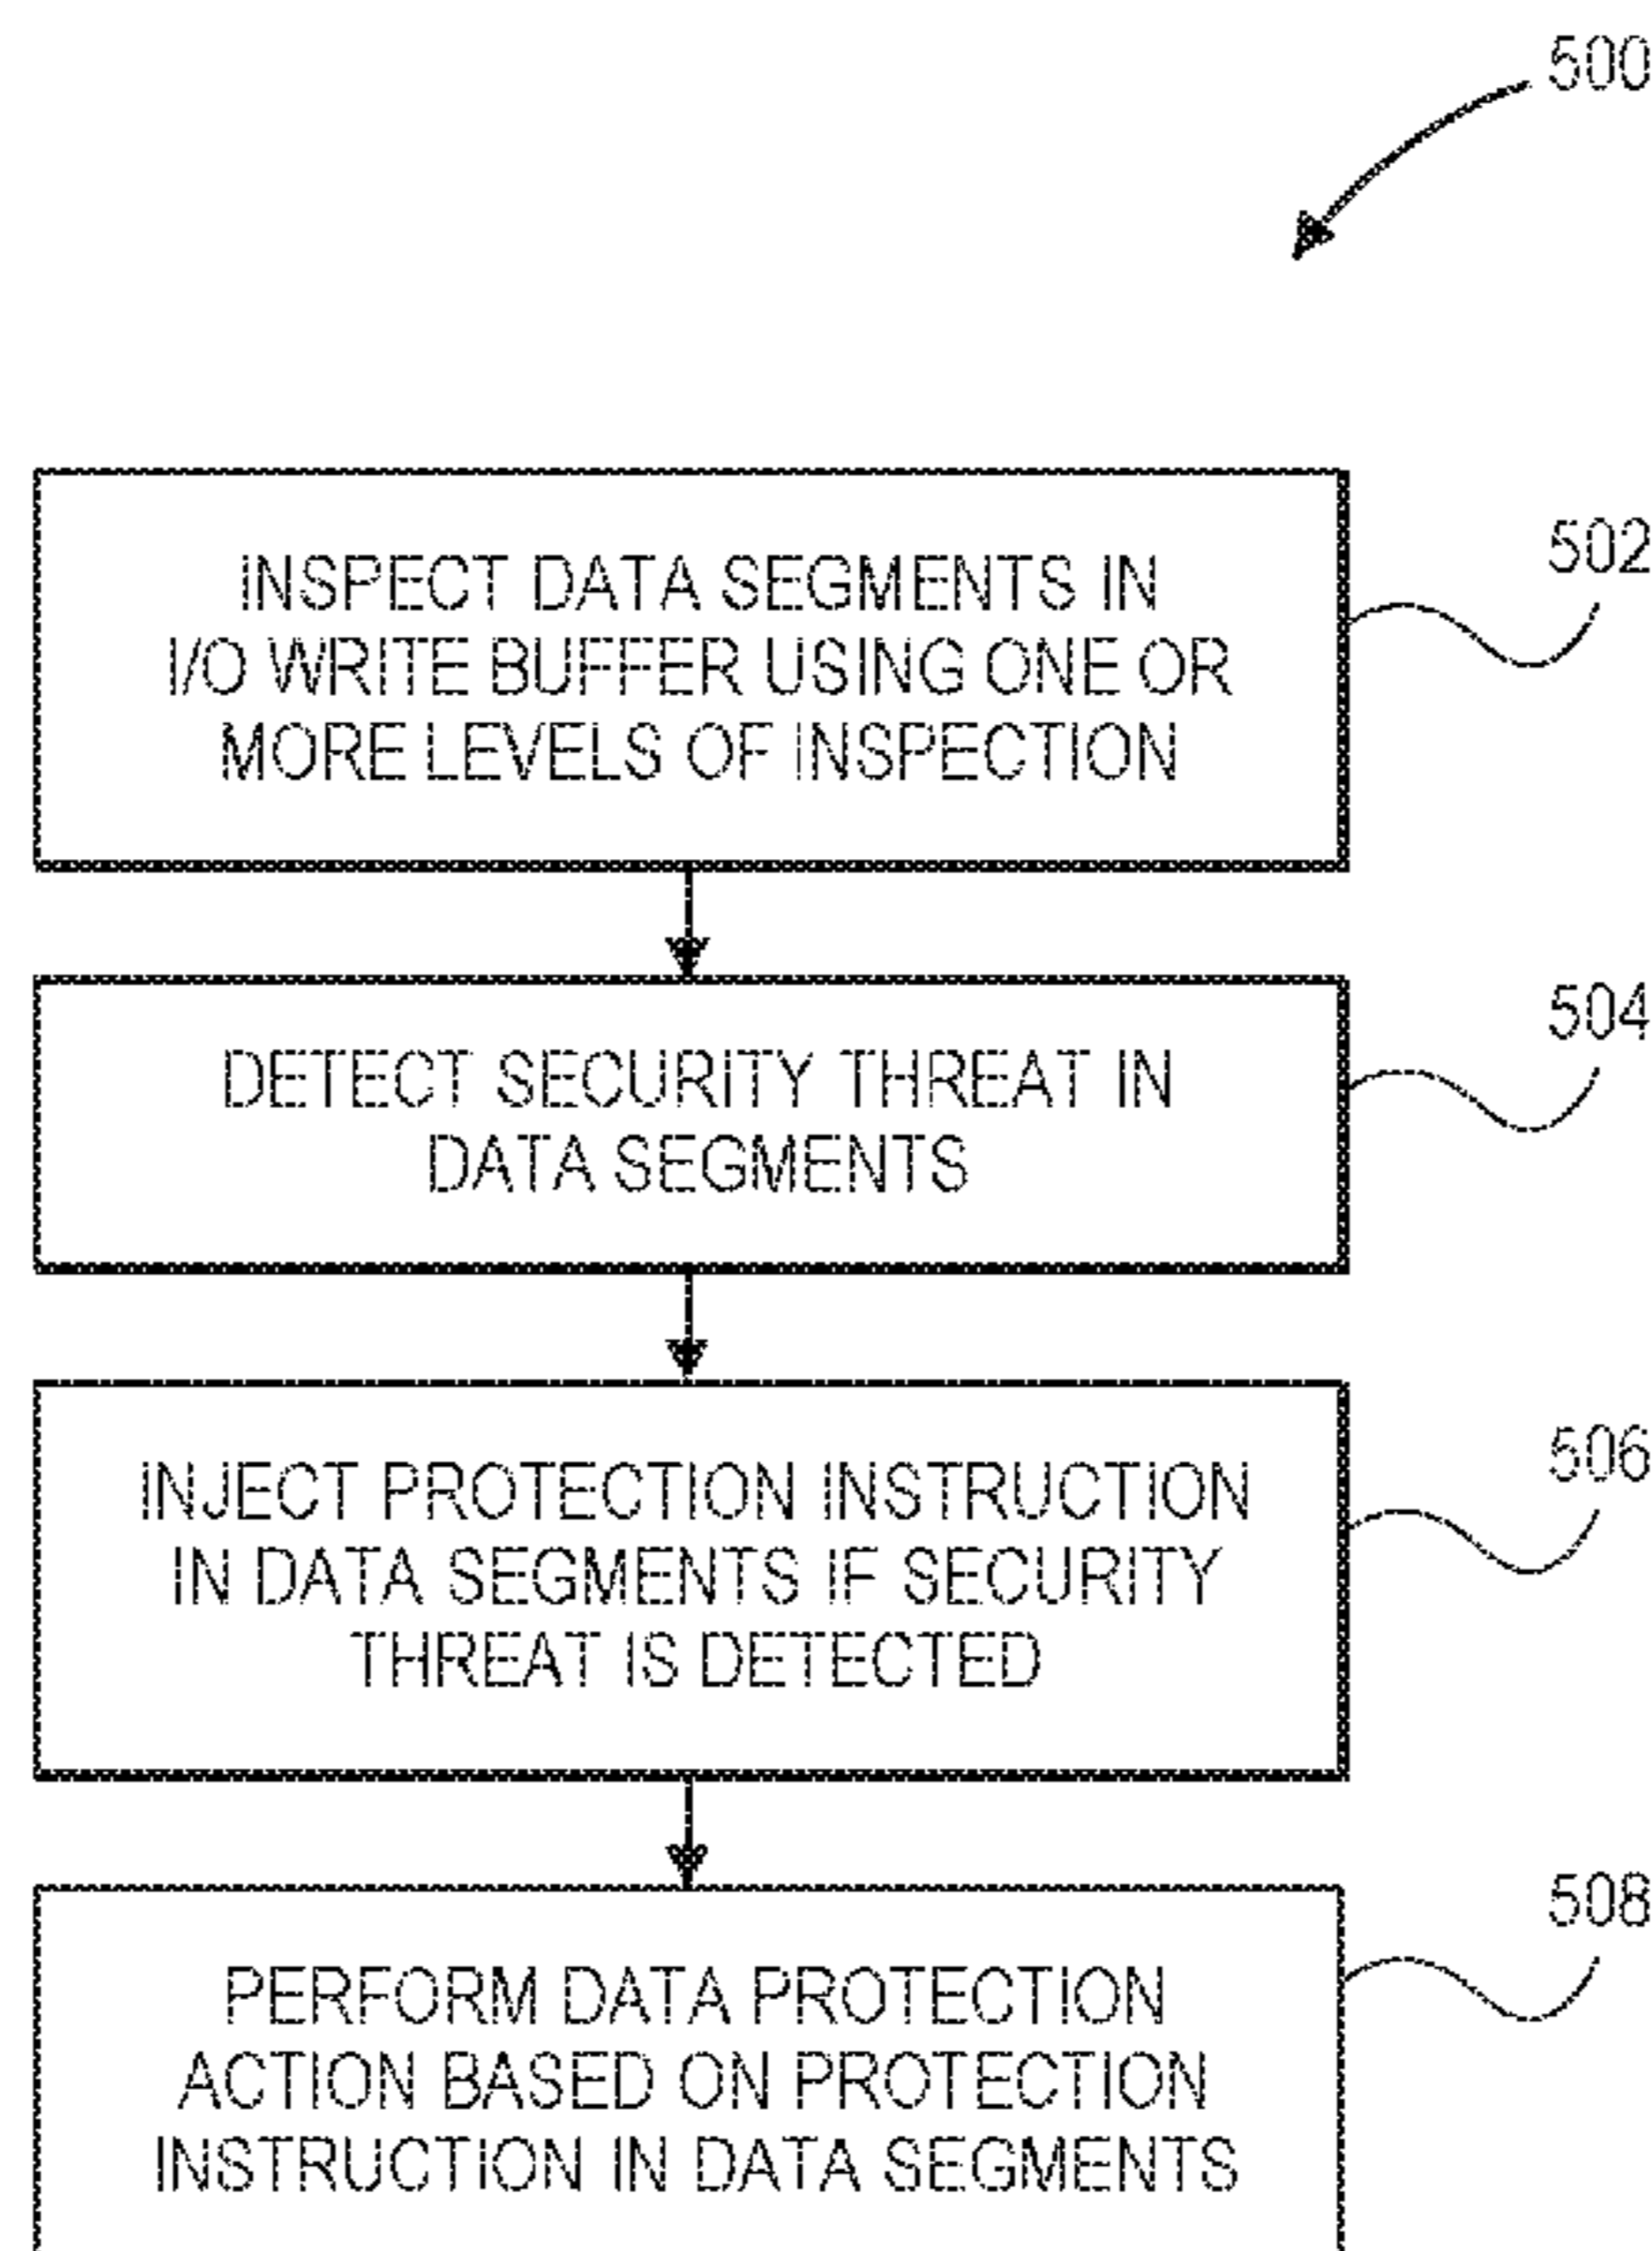 500
INSPECT DATA SEGMENTS IN
I/O WRITE BUFFER USING ONE OR
MORE LEVELS OF INSPECTION
502
DETECT SECURITY THREAT IN
DATA SEGMENTS
504
INJECT PROTECTION INSTRUCTION
IN DATA SEGMENTS IF SECURITY
THREAT IS DETECTED
506
PERFORM DATA PROTECTION
ACTION BASED ON PROTECTION
INSTRUCTION IN DATA SEGMENTS
508